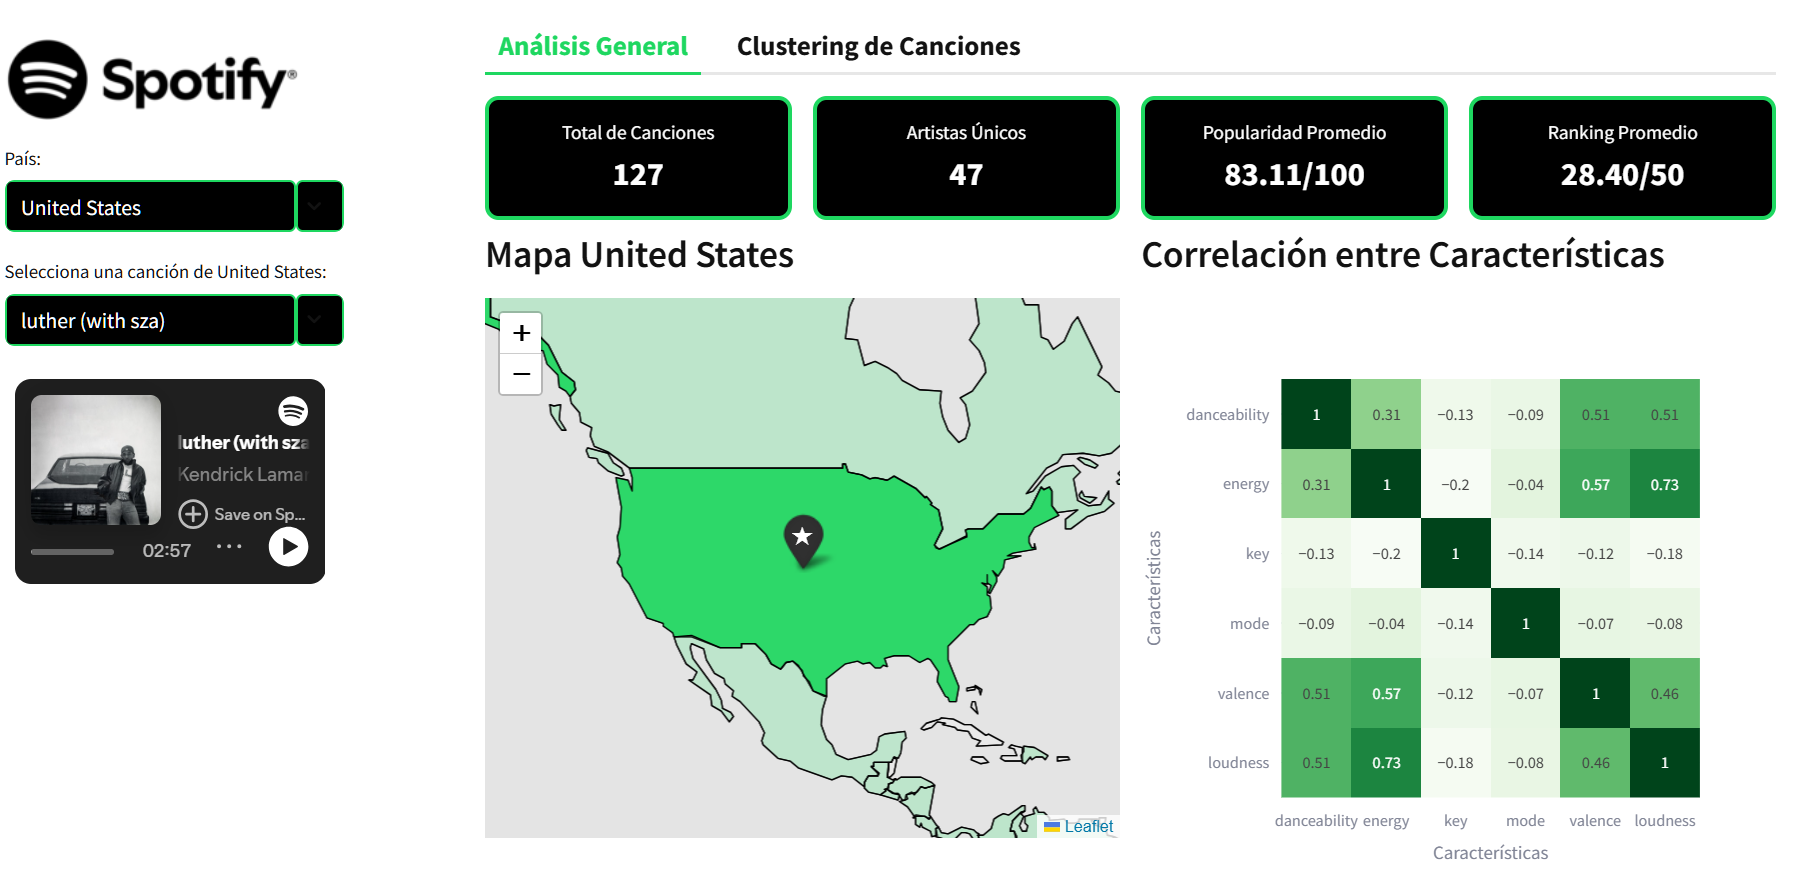 Spotify®
País:
United States
Selecciona una canción de United States:
luther (with sza)
luther (with sza
Kendrick Lamar
Save on Sp...
02:57
Análisis General
Clustering de Canciones
Total de Canciones
127
Artistas Únicos
47
Popularidad Promedio
83.11/100
Ranking Promedio
28.40/50
Mapa United States
+
−
Leaflet
Correlación entre Características
Características
danceability 1 0.31 −0.13 −0.09 0.51 0.51
energy 0.31 1 −0.2 −0.04 0.57 0.73
key −0.13 −0.2 1 −0.14 −0.12 −0.18
mode −0.09 −0.04 −0.14 1 −0.07 −0.08
valence 0.51 0.57 −0.12 −0.07 1 0.46
loudness 0.51 0.73 −0.18 −0.08 0.46 1
danceability energy key mode valence loudness
Características